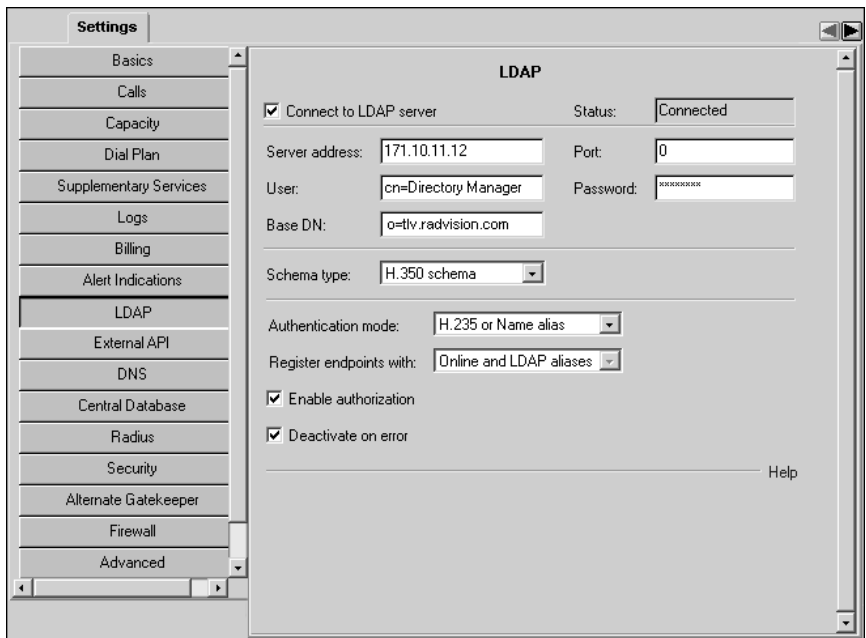 Settings
Basics
Calls
Capacity
Dial Plan
Supplementary Services
Logs
Billing
Alert Indications
LDAP
External API
DNS
Central Database
Radius
Security
Alternate Gatekeeper
Firewall
Advanced
LDAP
Connect to LDAP server Status: Connected
Server address: 171.10.11.12 Port: 0
User: cn=Directory Manager Password: ××××××××
Base DN: o=tlv.radvision.com
Schema type: H.350 schema
Authentication mode: H.235 or Name alias
Register endpoints with: Online and LDAP aliases
Enable authorization
Deactivate on error
Help